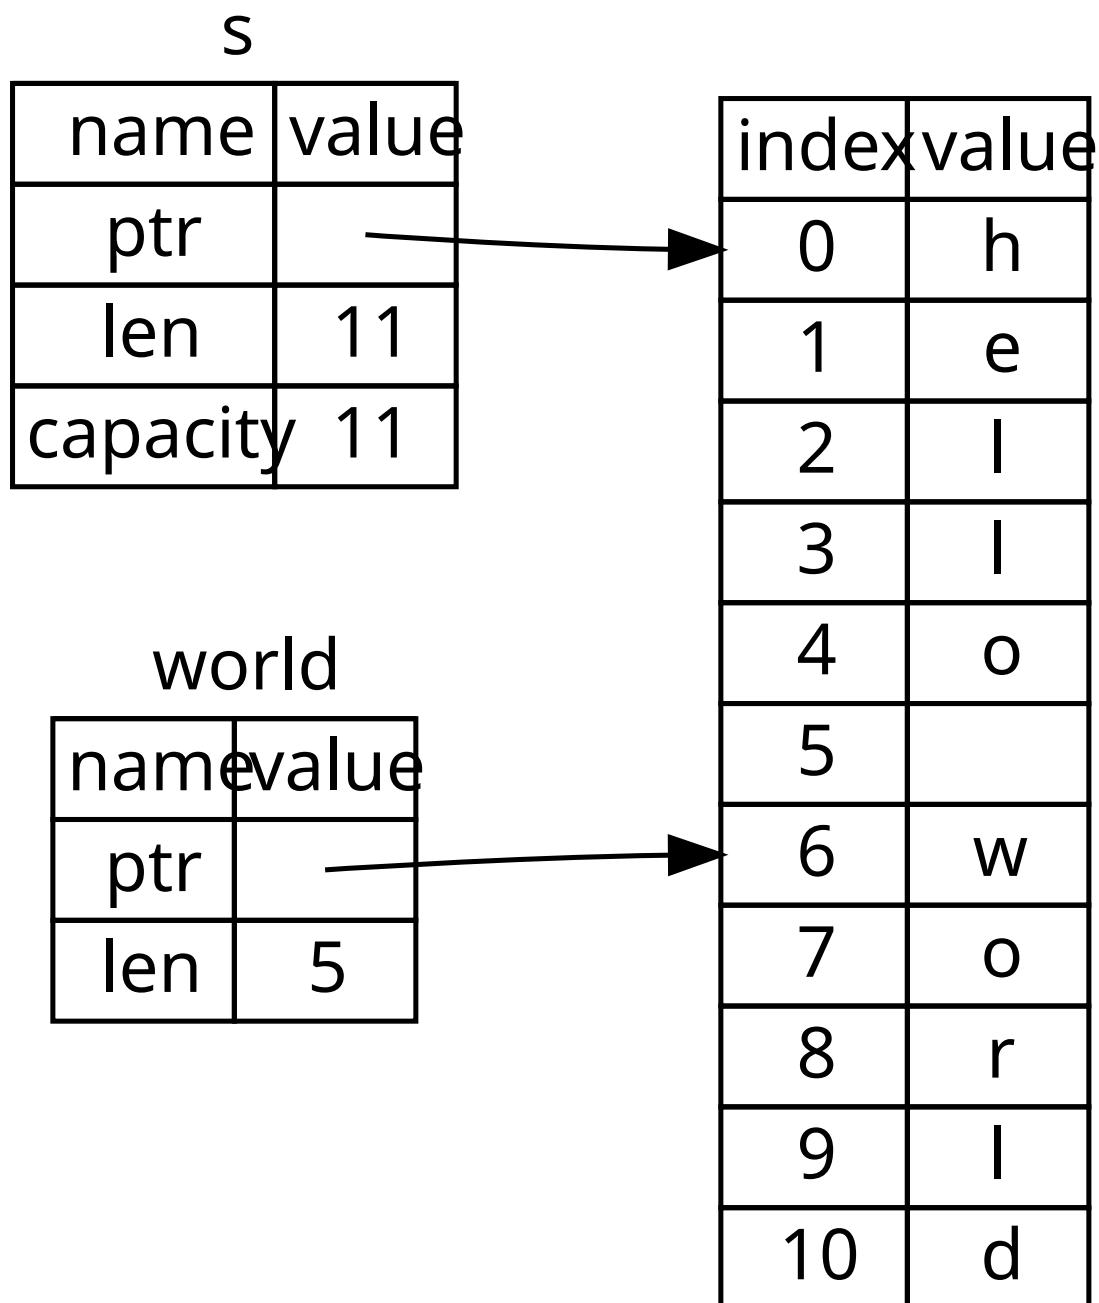 s
name value
ptr
len 11
capacity 11
world
name value
ptr
len 5
index value
0 h
1 e
2 l
3 l
4 o
5
6 w
7 o
8 r
9 l
10 d